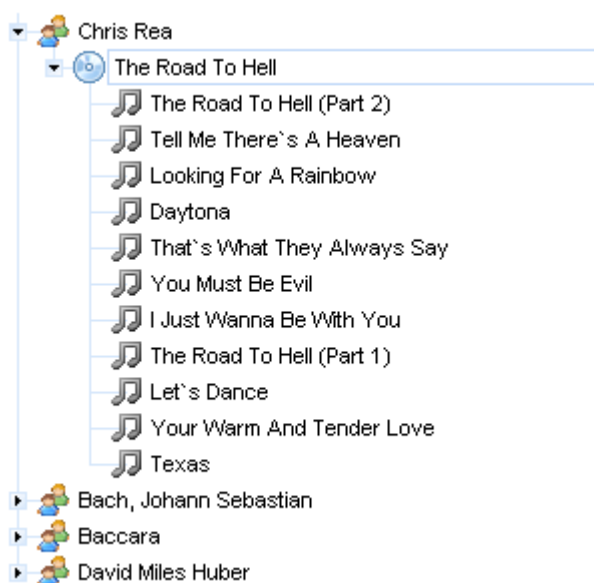 Chris Rea
The Road To Hell
The Road To Hell (Part 2)
Tell Me There`s A Heaven
Looking For A Rainbow
Daytona
That`s What They Always Say
You Must Be Evil
I Just Wanna Be With You
The Road To Hell (Part 1)
Let`s Dance
Your Warm And Tender Love
Texas
Bach, Johann Sebastian
Baccara
David Miles Huber